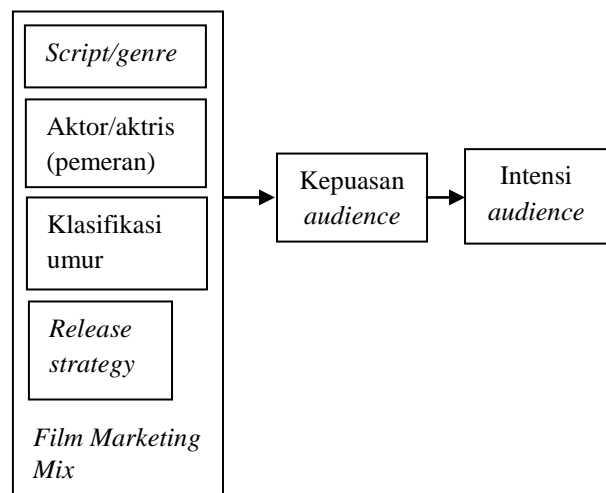 Script/genre
Aktor/aktris
(pemeran)
Klasifikasi
umur
Release
strategy
Film Marketing
Mix
Kepuasan
audience
Intensi
audience